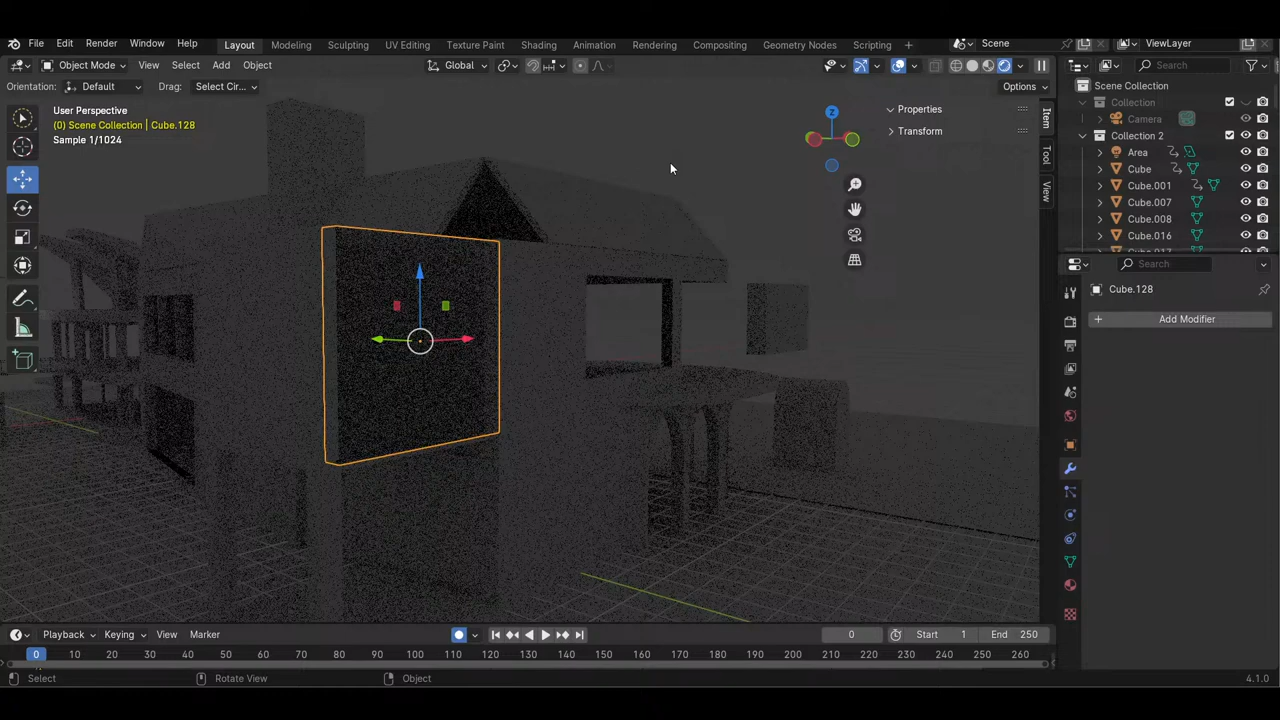 File Edit Render Window Help Layout Modeling Sculpting UV Editing Texture Paint Shading Animation Rendering Compositing Geometry Nodes Scripting + Scene ViewLayer
Object Mode View Select Add Object Global Search
Orientation: Default Drag: Select Cir... Options
User Perspective
(0) Scene Collection | Cube.128
Sample 1/1024
Z
Properties
Transform
Item
Tool
View
Scene Collection
Collection
Camera
Collection 2
Area
Cube
Cube.001
Cube.007
Cube.008
Cube.016
Search
Cube.128
+ Add Modifier
Playback Keying View Marker 0 Start 1 End 250
0 10 20 30 40 50 60 70 80 90 100 110 120 130 140 150 160 170 180 190 200 210 220 230 240 250 260
Select Rotate View Object 4.1.0